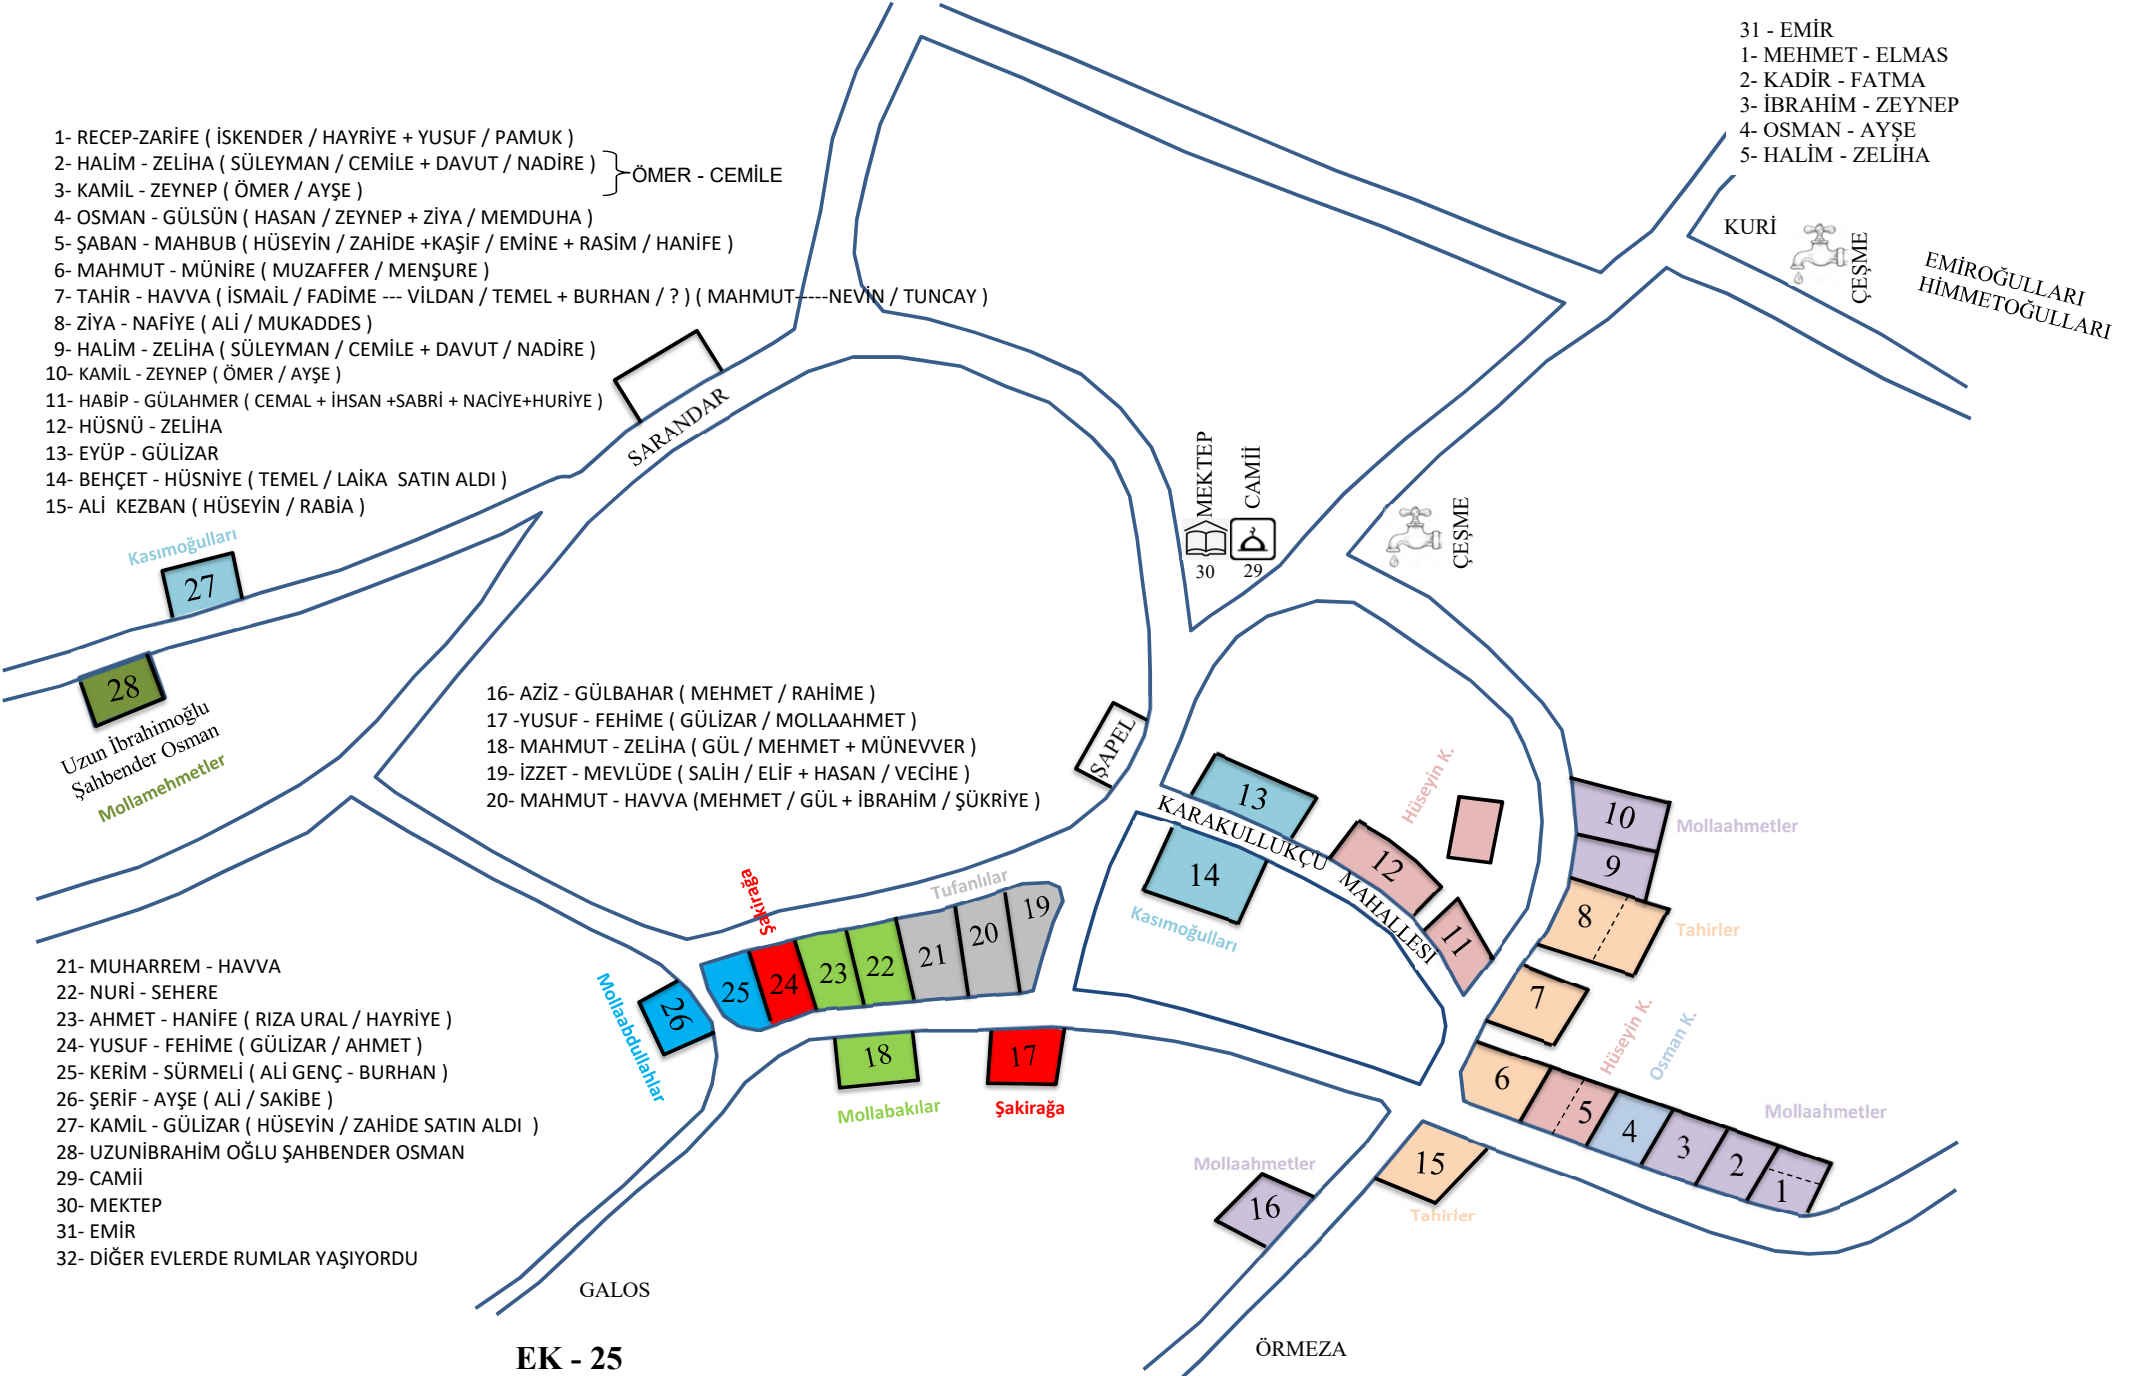 31 - EMİR
1- MEHMET - ELMAS
2- KADİR - FATMA
3- İBRAHİM - ZEYNEP
4- OSMAN - AYŞE
5- HALİM - ZELİHA
1- RECEP-ZARİFE ( İSKENDER / HAYRİYE + YUSUF / PAMUK )
2- HALİM - ZELİHA ( SÜLEYMAN / CEMİLE + DAVUT / NADİRE )
3- KAMİL - ZEYNEP ( ÖMER / AYŞE )
ÖMER - CEMİLE
4- OSMAN - GÜLSÜN ( HASAN / ZEYNEP + ZİYA / MEMDUHA )
5- ŞABAN - MAHBUB ( HÜSEYİN / ZAHİDE +KAŞİF / EMİNE + RASİM / HANİFE )
6- MAHMUT - MÜNİRE ( MUZAFFER / MENŞURE )
7- TAHİR - HAVVA ( İSMAİL / FADİME --- VİLDAN / TEMEL + BURHAN / ? ) ( MAHMUT-----NEVİN / TUNCAY )
8- ZİYA - NAFİYE ( ALİ / MUKADDES )
9- HALİM - ZELİHA ( SÜLEYMAN / CEMİLE + DAVUT / NADİRE )
10- KAMİL - ZEYNEP ( ÖMER / AYŞE )
11- HABİP - GÜLAHMER ( CEMAL + İHSAN +SABRİ + NACİYE+HURİYE )
12- HÜSNÜ - ZELİHA
13- EYÜP - GÜLİZAR
14- BEHÇET - HÜSNİYE ( TEMEL / LAİKA  SATIN ALDI )
15- ALİ  KEZBAN ( HÜSEYİN / RABİA )
KURİ
ÇEŞME
EMİROĞULLARI
HİMMETOĞULLARI
SARANDAR
MEKTEP
CAMİİ
30
29
ÇEŞME
Kasımoğulları
27
28
Uzun İbrahimoğlu
Şahbender Osman
Mollamehmetler
16- AZİZ - GÜLBAHAR ( MEHMET / RAHİME )
17 -YUSUF - FEHİME ( GÜLİZAR / MOLLAAHMET )
18- MAHMUT - ZELİHA ( GÜL / MEHMET + MÜNEVVER )
19- İZZET - MEVLÜDE ( SALİH / ELİF + HASAN / VECİHE )
20- MAHMUT - HAVVA (MEHMET / GÜL + İBRAHİM / ŞÜKRİYE )
ŞAPEL
KARAKULLUKÇU MAHALLESİ
13
14
Kasımoğulları
Hüseyin K.
12
11
10
9
Mollaahmetler
8
Tahirler
7
Hüseyin K.
Osman K.
6
5
4
3
2
1
Mollaahmetler
15
Tahirler
Mollaahmetler
16
Şakirağa
Tufanlılar
25
24
23
22
21
20
19
26
Mollaabdullahlar
18
Mollabakılar
17
Şakirağa
21- MUHARREM - HAVVA
22- NURİ - SEHERE
23- AHMET - HANİFE ( RIZA URAL / HAYRİYE )
24- YUSUF - FEHİME ( GÜLİZAR / AHMET )
25- KERİM - SÜRMELİ ( ALİ GENÇ - BURHAN )
26- ŞERİF - AYŞE ( ALİ / SAKİBE )
27- KAMİL - GÜLİZAR ( HÜSEYİN / ZAHİDE SATIN ALDI  )
28- UZUNİBRAHİM OĞLU ŞAHBENDER OSMAN
29- CAMİİ
30- MEKTEP
31- EMİR
32- DİĞER EVLERDE RUMLAR YAŞIYORDU
GALOS
ÖRMEZA
EK - 25